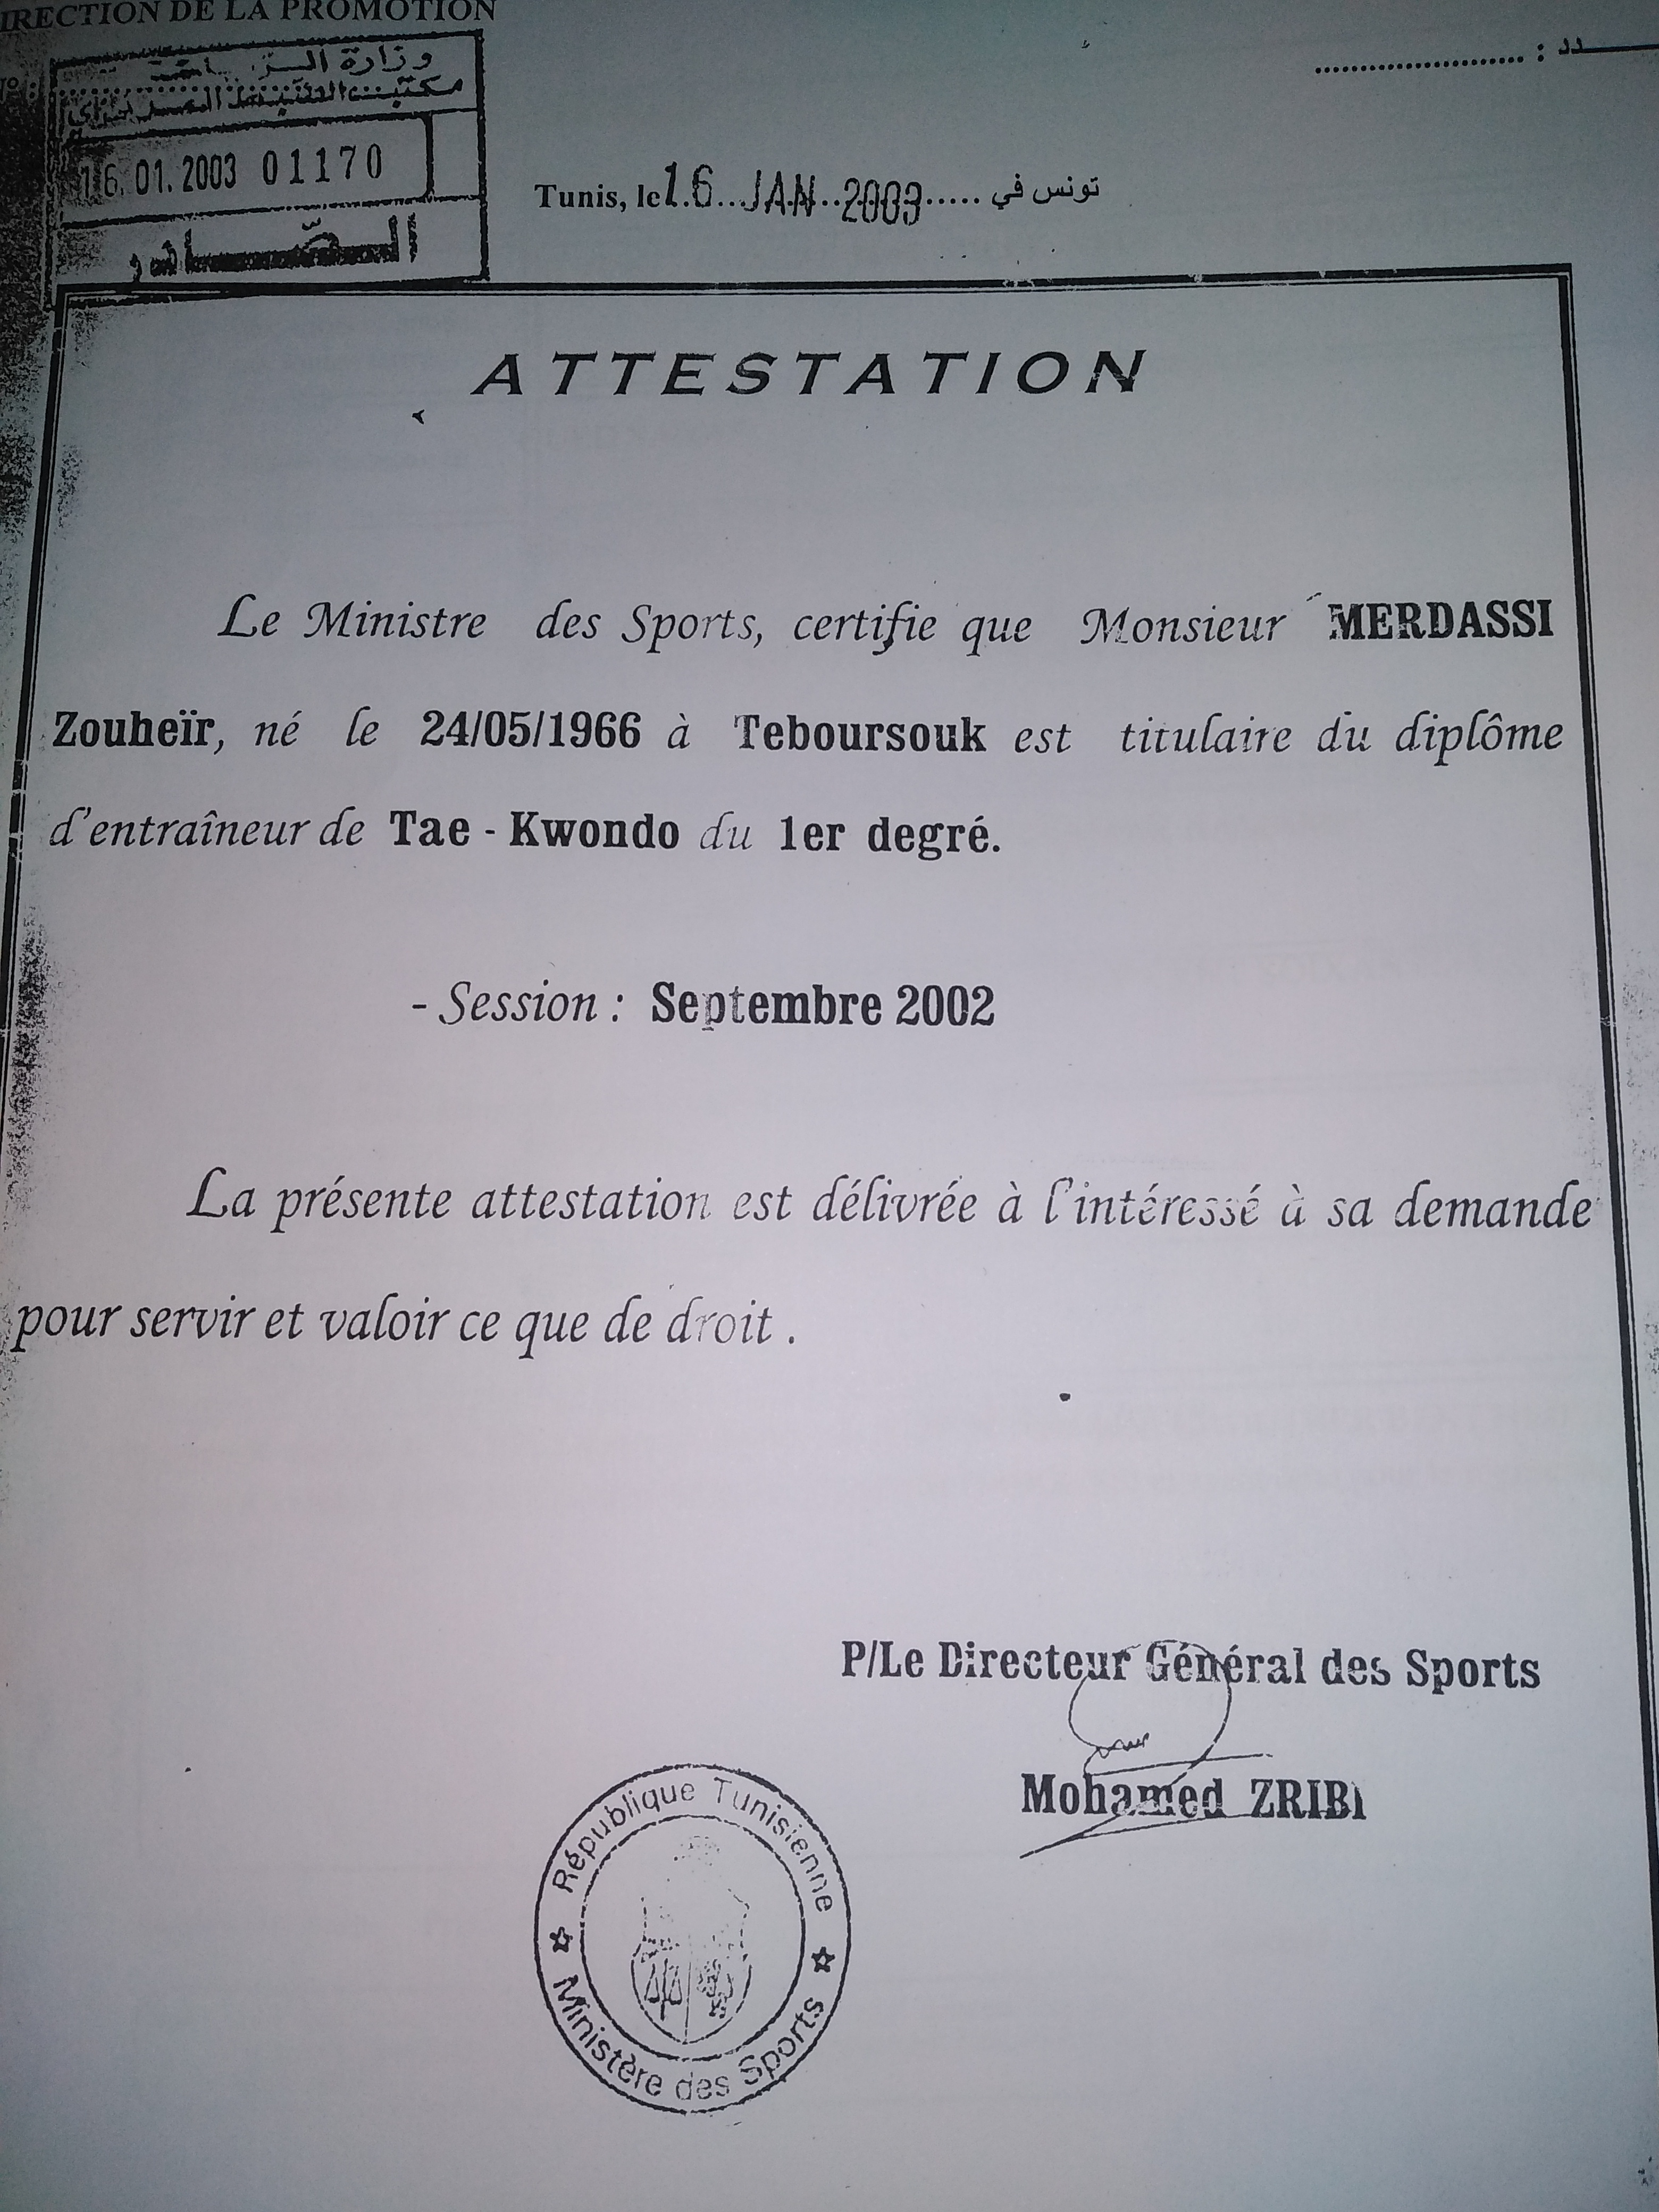 DIRECTION DE LA PROMOTION
وزارة
مكتب
16.01.2003 01170
Tunis, le 16 JAN 2003 تونس في
ATTESTATION
Le Ministre des Sports, certifie que Monsieur MERDASSI
Zouheïr, né le 24/05/1966 à Teboursouk est titulaire du diplôme
d'entraîneur de Tae - Kwondo du 1er degré.
- Session : Septembre 2002
La présente attestation est délivrée à l'intéressé à sa demande
pour servir et valoir ce que de droit .
P/Le Directeur Général des Sports
Mohamed ZRIBI
République Tunisienne
Ministère des Sports